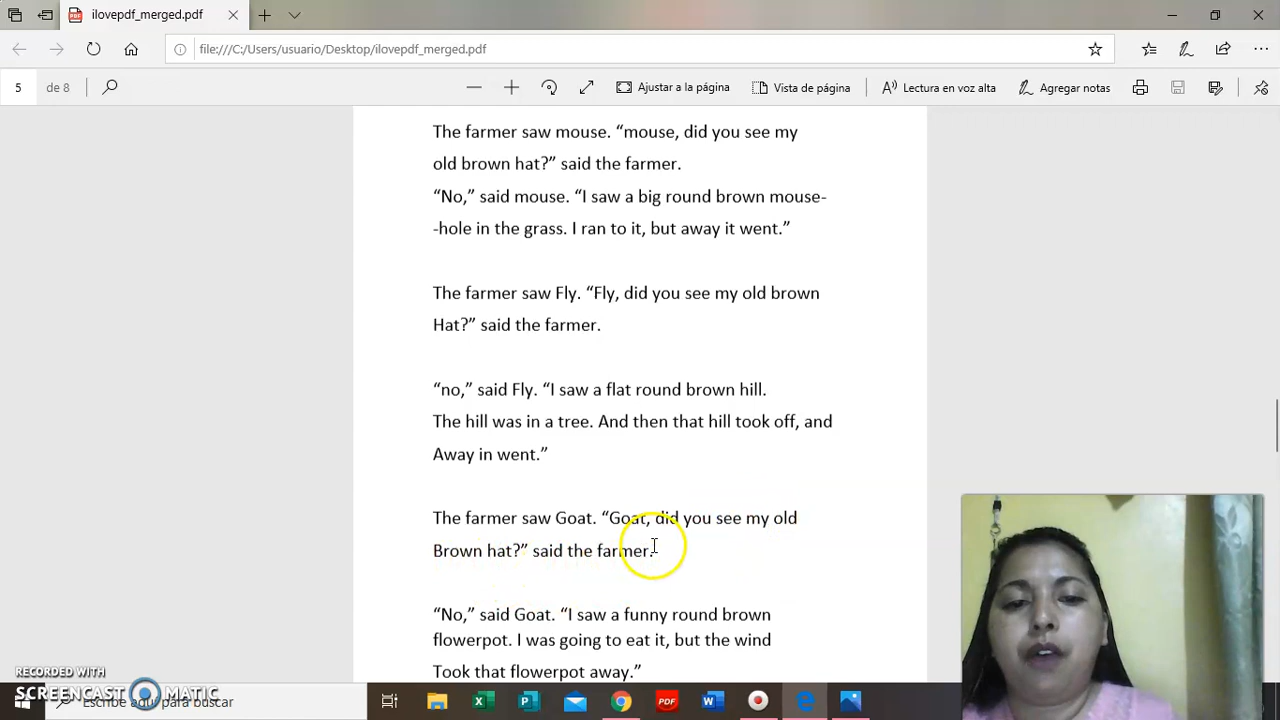 ilovepdf_merged.pdf
file:///C:/Users/usuario/Desktop/ilovepdf_merged.pdf
5 de 8 Ajustar a la página Vista de página Lectura en voz alta Agregar notas
The farmer saw mouse. “mouse, did you see my
old brown hat?” said the farmer.
“No,” said mouse. “I saw a big round brown mouse-
-hole in the grass. I ran to it, but away it went.”
The farmer saw Fly. “Fly, did you see my old brown
Hat?” said the farmer.
“no,” said Fly. “I saw a flat round brown hill.
The hill was in a tree. And then that hill took off, and
Away in went.”
The farmer saw Goat. “Goat, did you see my old
Brown hat?” said the farmer.
“No,” said Goat. “I saw a funny round brown
flowerpot. I was going to eat it, but the wind
Took that flowerpot away.”
RECORDED WITH
SCREENCAST MATIC
Escribe aquí para buscar